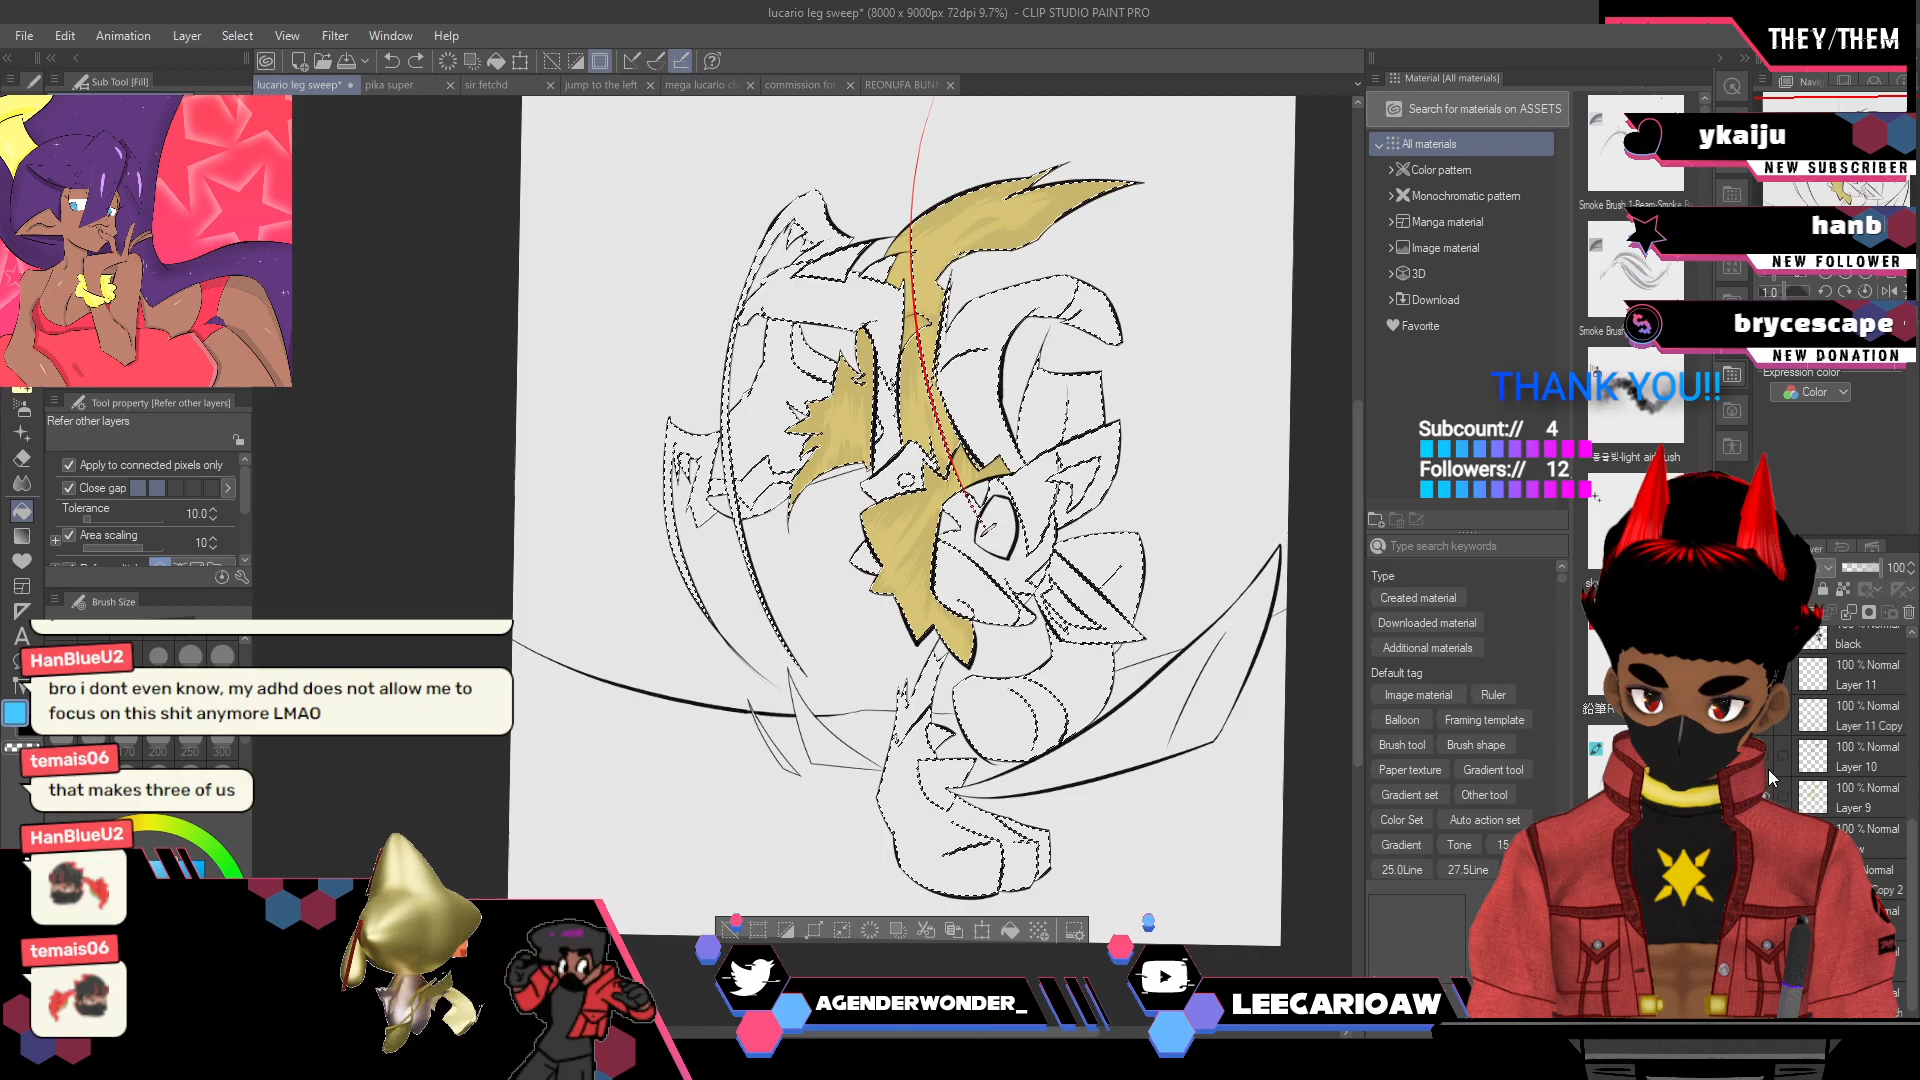 lucario leg sweep* (8000 x 9000px 72dpi 9.7%) - CLIP STUDIO PAINT PRO
File Edit Animation Layer Select View Filter Window Help
Sub Tool [Fill]
lucario leg sweep* pika super sir fetchd jump to the left mega lucario ch commission for REONUFA BUN
Material [All materials]
Search for materials on ASSETS
All materials
Color pattern
Monochromatic pattern
Manga material
Image material
3D
Download
Favorite
Navi
THEY/THEM
ykaiju
NEW SUBSCRIBER
hanb
NEW FOLLOWER
1.0
brycescape
NEW DONATION
Expression color
Color
THANK YOU!!
Subcount:// 4
Followers:// 12
Tool property [Refer other layers]
Refer other layers
Apply to connected pixels only
Close gap
Tolerance 10.0
Area scaling 10
Brush Size
Type search keywords
Type
Created material
Downloaded material
Additional materials
Default tag
Image material Ruler
Balloon Framing template
Brush tool Brush shape
Paper texture Gradient tool
Gradient set Other tool
Color Set Auto action set
Gradient Tone 15
25.0Line 27.5Line
100
black
100 % Normal
Layer 11
100 % Normal
Layer 11 Copy
100 % Normal
Layer 10
100 % Normal
Layer 9
HanBlueU2
bro i dont even know, my adhd does not allow me to
focus on this shit anymore LMAO
temais06
that makes three of us
HanBlueU2
temais06
200 250 300
AGENDERWONDER_
LEECARIOAW